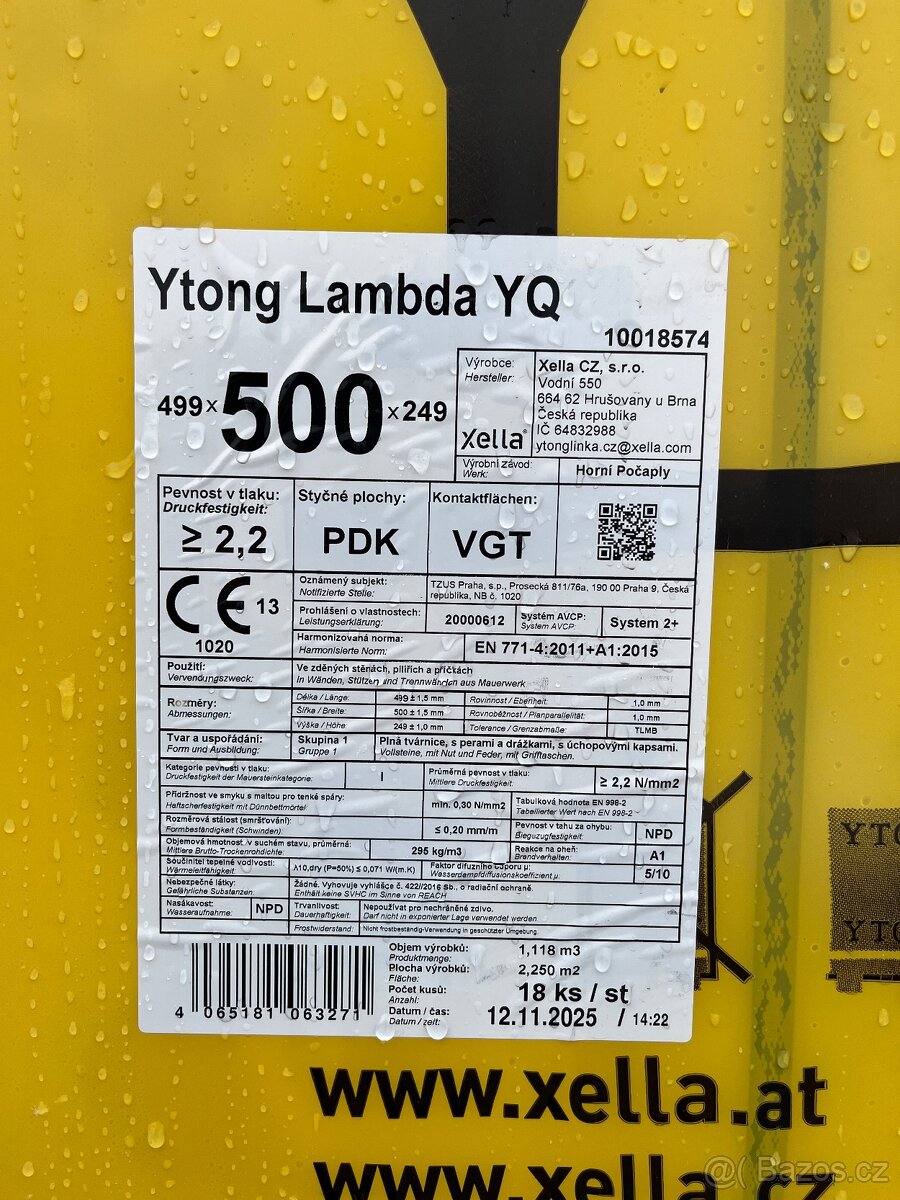 Ytong Lambda YQ
10018574
499 x 500 x 249
Výrobce:
Hersteller:
xella
Xella CZ, s.r.o.
Vodní 550
664 62 Hrušovany u Brna
Česká republika
IČ 64832988
ytonglinka.cz@xella.com
Výrobní závod:
Werk:
Horní Počaply
Pevnost v tlaku:
Druckfestigkeit:
≥ 2,2
Styčné plochy:
PDK
Kontaktflächen:
VGT
CE 13
1020
Oznámený subjekt:
Notifizierte Stelle:
TZUS Praha, s.p., Prosecká 811/76a, 190 00 Praha 9, Česká
republika, NB č. 1020
Prohlášení o vlastnostech:
Leistungserklärung:
20000612
Systém AVCP:
System AVCP:
System 2+
Harmonizovaná norma:
Harmonisierte Norm:
EN 771-4:2011+A1:2015
Použití:
Verwendungszweck:
Ve zděných stěnách, pilířích a příčkách
In Wänden, Stützen und Trennwänden aus Mauerwerk
Rozměry:
Abmessungen:
Délka / Länge:
499 ± 1,5 mm
Rovinnost / Ebenheit:
1,0 mm
Šířka / Breite:
500 ± 1,5 mm
Rovnoběžnost / Planparallelität:
1,0 mm
Výška / Höhe:
249 ± 1,0 mm
Tolerance / Grenzabmaße:
TLMB
Tvar a uspořádání:
Form und Ausbildung:
Skupina 1
Gruppe 1
Plná tvárnice, s perami a drážkami, s úchopovými kapsami.
Vollsteine, mit Nut und Feder, mit Grifftaschen.
Kategorie pevnosti v tlaku:
Druckfestigkeit der Mauersteinkategorie:
I
Průměrná pevnost v tlaku:
Mittlere Druckfestigkeit:
≥ 2,2 N/mm2
Přídržnost ve smyku s maltou pro tenké spáry:
Haftscherfestigkeit mit Dünnbettmörtel:
min. 0,30 N/mm2
Tabulková hodnota EN 998-2
Tabellierter Wert nach EN 998-2
Rozměrová stálost (smršťování):
Formbeständigkeit (Schwinden):
≤ 0,20 mm/m
Pevnost v tahu za ohybu:
Biegezugfestigkeit:
NPD
Objemová hmotnost v suchém stavu, průměrná:
Mittlere Brutto-Trockenrohdichte:
295 kg/m3
Reakce na oheň:
Brandverhalten:
A1
Součinitel tepelné vodivosti:
Wärmeleitfähigkeit:
λ10,dry (P=50%) ≤ 0,071 W/(m.K)
Faktor difuzního odporu μ:
Wasserdampfdiffusionskoeffizient μ:
5/10
Nebezpečné látky:
Gefährliche Substanzen:
Žádné. Vyhovuje vyhlášce č. 422/2016 Sb., o radiační ochraně.
Enthält keine SVHC im Sinne von REACH
Nasákavost:
Wasseraufnahme:
NPD
Trvanlivost:
Dauerhaftigkeit:
Nepoužívat pro nechráněné zdivo.
Darf nicht in exponierter Lage verwendet werden.
Frostwiderstand:
Nicht frostbeständig-Verwendung in geschützter Umgebung.
4 065181 063271
Objem výrobků:
Produktmenge:
1,118 m3
Plocha výrobků:
Fläche:
2,250 m2
Počet kusů:
Anzahl:
18 ks / st
Datum / čas:
Datum / zeit:
12.11.2025 / 14:22
YTO
YTO
www.xella.at
www.xella.cz
@( Bazos.cz